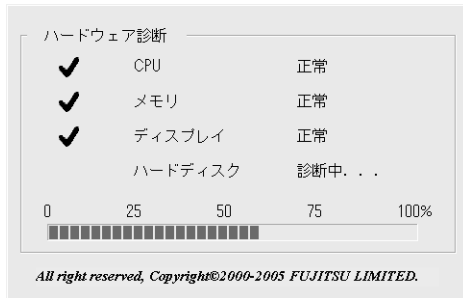 ハードウェア診断
CPU 正常
メモリ 正常
ディスプレイ 正常
ハードディスク 診断中. . .
0 25 50 75 100%
All right reserved, Copyright©2000-2005 FUJITSU LIMITED.